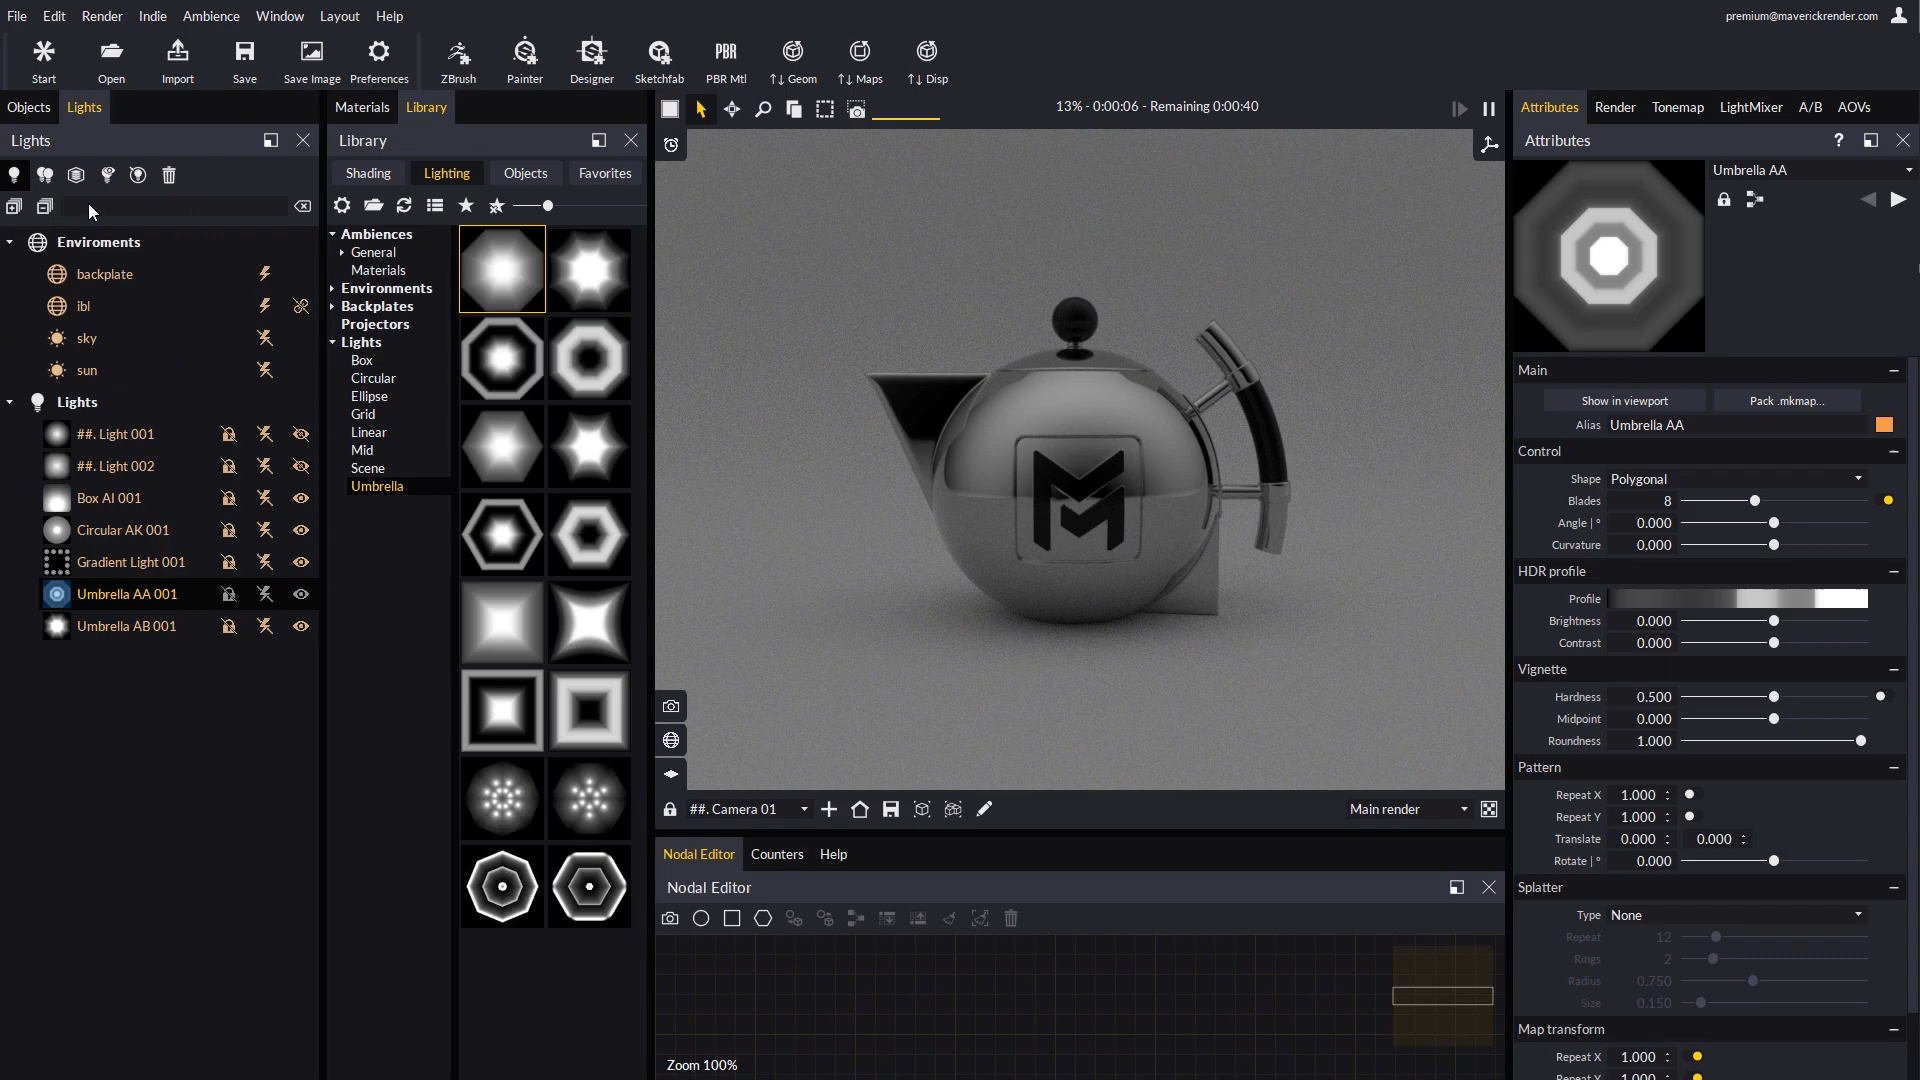 File Edit Render Indie Ambience Window Layout Help premium@maverickrender.com
Start Open Import Save Save Image Preferences ZBrush Painter Designer Sketchfab PBR PBR Mtl ↑↓ Geom ↑↓ Maps ↑↓ Disp
Objects Lights
Lights
Enviroments
backplate
ibl
sky
sun
Lights
##. Light 001
##. Light 002
Box AI 001
Circular AK 001
Gradient Light 001
Umbrella AA 001
Umbrella AB 001
Materials Library
Library
Shading Lighting Objects Favorites
Ambiences
General
Materials
Environments
Backplates
Projectors
Lights
Box
Circular
Ellipse
Grid
Linear
Mid
Scene
Umbrella
13% - 0:00:06 - Remaining 0:00:40
##. Camera 01 Main render
Nodal Editor Counters Help
Nodal Editor
Zoom 100%
Attributes Render Tonemap LightMixer A/B AOVs
Attributes ?
Umbrella AA
Main
Show in viewport Pack .mkmap...
Alias Umbrella AA
Control
Shape Polygonal
Blades 8
Angle | ° 0.000
Curvature 0.000
HDR profile
Profile
Brightness 0.000
Contrast 0.000
Vignette
Hardness 0.500
Midpoint 0.000
Roundness 1.000
Pattern
Repeat X 1.000
Repeat Y 1.000
Translate 0.000 0.000
Rotate | ° 0.000
Splatter
Type None
Repeat 12
Rings 2
Radius 0.750
Size 0.150
Map transform
Repeat X 1.000
Repeat Y 1.000